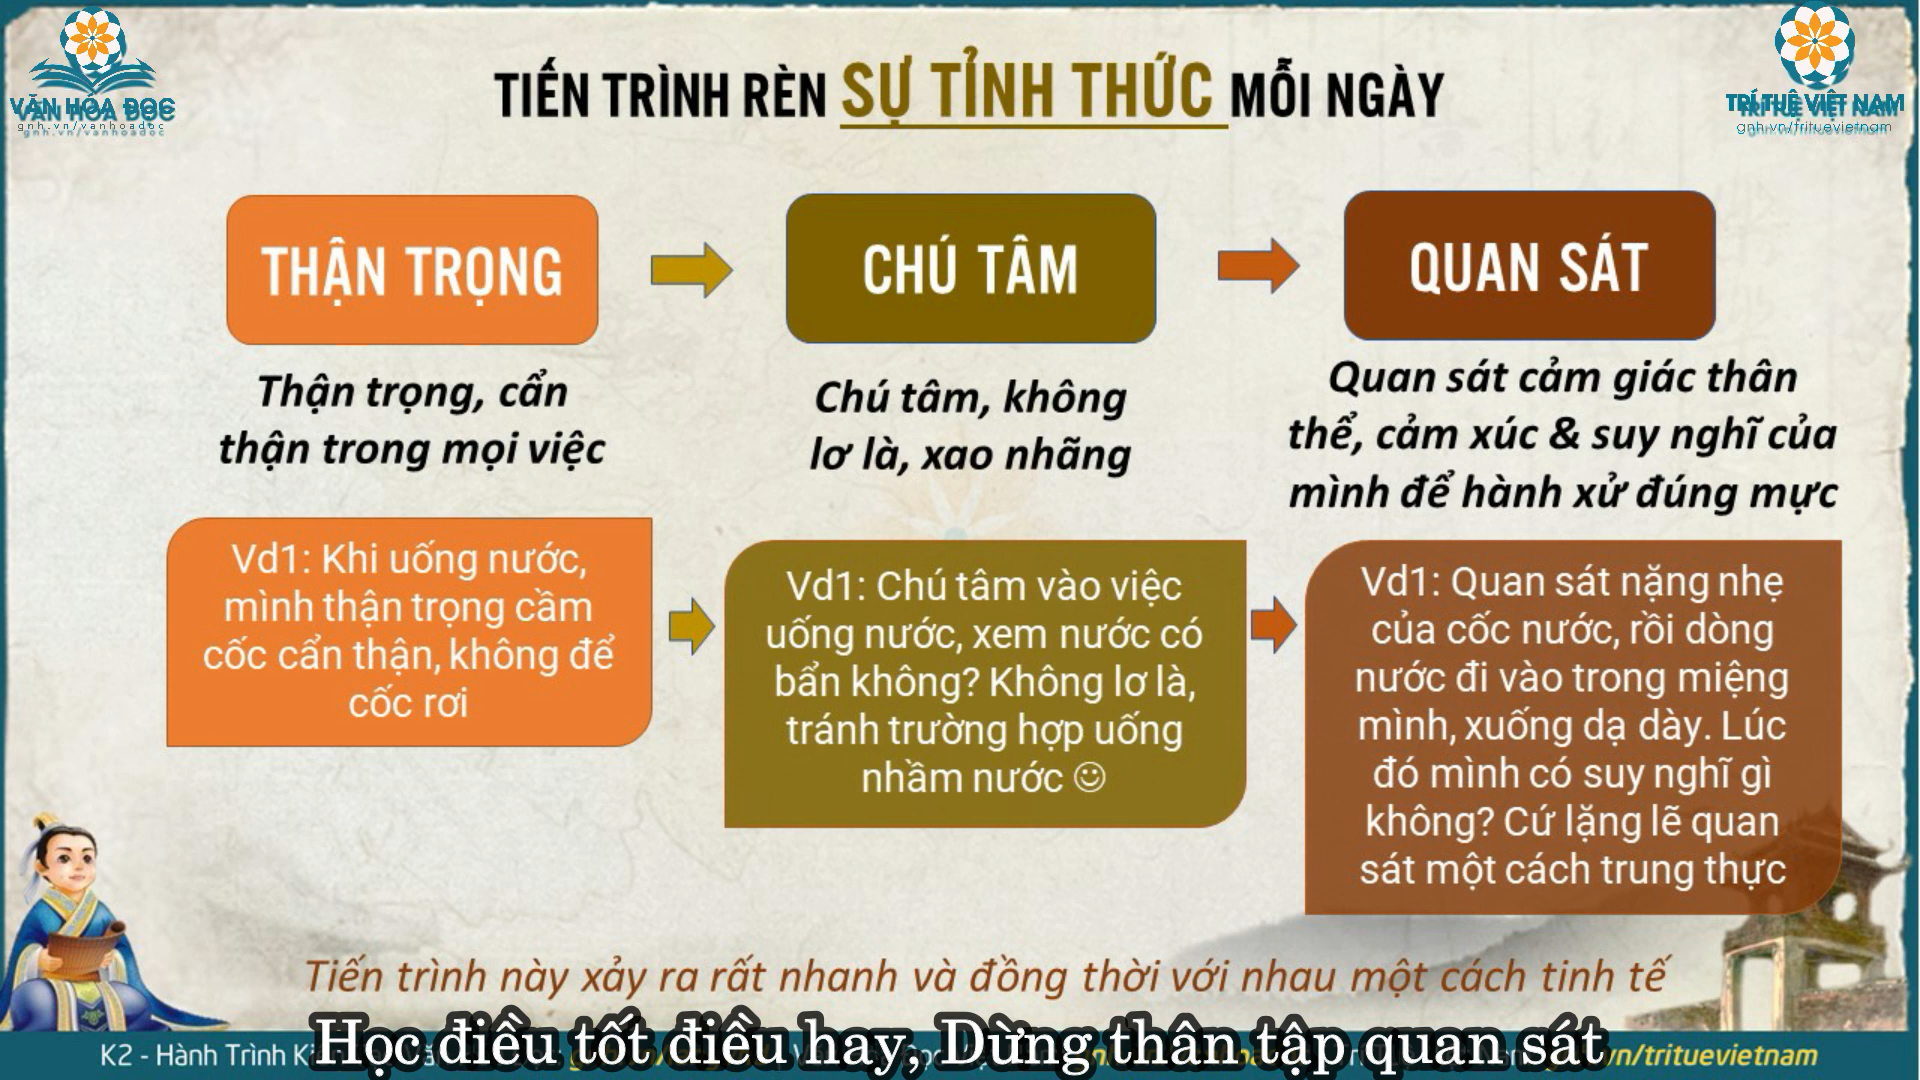 VĂN HÓA ĐỌC
gnh.vn/vanhoadoc
TRÍ TUỆ VIỆT NAM
gnh.vn/trituevietnam
TIẾN TRÌNH RÈN SỰ TỈNH THỨC MỖI NGÀY
THẬN TRỌNG
CHÚ TÂM
QUAN SÁT
Thận trọng, cẩn
thận trong mọi việc
Chú tâm, không
lơ là, xao nhãng
Quan sát cảm giác thân
thể, cảm xúc & suy nghĩ của
mình để hành xử đúng mực
Vd1: Khi uống nước,
mình thận trọng cầm
cốc cẩn thận, không để
cốc rơi
Vd1: Chú tâm vào việc
uống nước, xem nước có
bẩn không? Không lơ là,
tránh trường hợp uống
nhầm nước ☺
Vd1: Quan sát nặng nhẹ
của cốc nước, rồi dòng
nước đi vào trong miệng
mình, xuống dạ dày. Lúc
đó mình có suy nghĩ gì
không? Cứ lặng lẽ quan
sát một cách trung thực
Tiến trình này xảy ra rất nhanh và đồng thời với nhau một cách tinh tế
Học điều tốt điều hay, Dừng thân tập quan sát
K2 - Hành Trình vn/trituevietnam